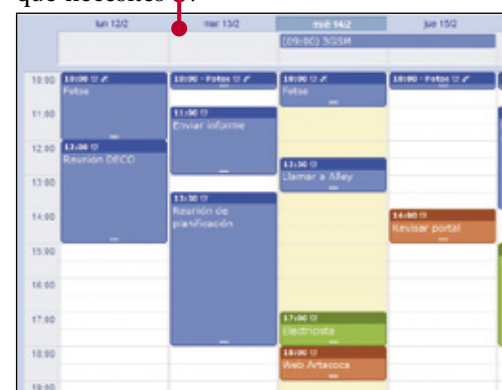 que necesites
lun 12/2 mar 13/2 mié 14/2 jue 15/2
(09:00) 3GSM
10:00 10:00 10:00 - Fotos 10:00 10:00 - Fotos
Fotos Fotos
11:00 11:00
Enviar informe
12:00 12:00
Reunión DECO 12:30
Llamar a Alley
13:00
13:30
Reunión de
planificación
14:00 14:00
Revisar portal
15:00
16:00
17:00 17:00
Electricista
18:00 18:00
Web Artecoca
19:00